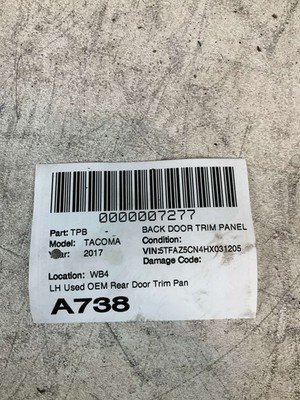 0000007277
Part: TPB - BACK DOOR TRIM PANEL
Model: TACOMA Condition:
ar: 2017 VIN:5TFAZ5CN4HX031205
Damage Code:
Location: WB4
LH Used OEM Rear Door Trim Pan
A738